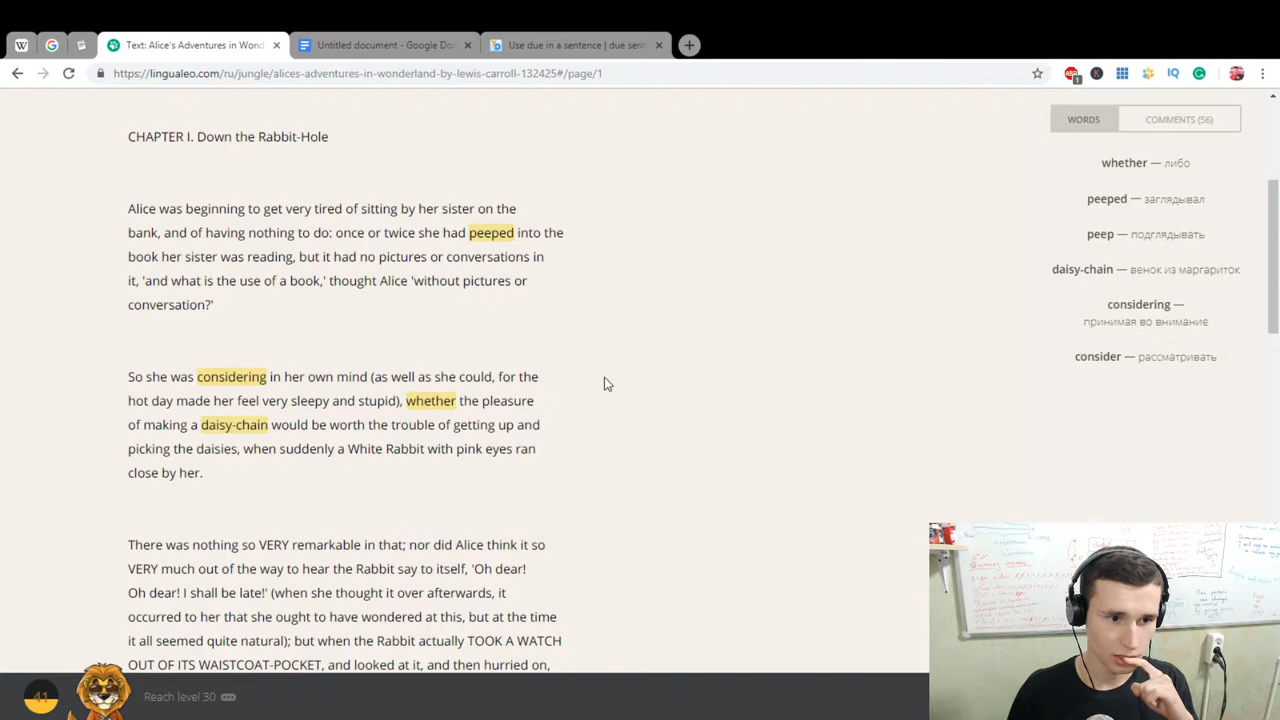 Text: Alice's Adventures in Wond
Untitled document - Google Do
Use due in a sentence | due sent
https://lingualeo.com/ru/jungle/alices-adventures-in-wonderland-by-lewis-carroll-132425#/page/1
CHAPTER I. Down the Rabbit-Hole
Alice was beginning to get very tired of sitting by her sister on the
bank, and of having nothing to do: once or twice she had peeped into the
book her sister was reading, but it had no pictures or conversations in
it, 'and what is the use of a book,' thought Alice 'without pictures or
conversation?'
So she was considering in her own mind (as well as she could, for the
hot day made her feel very sleepy and stupid), whether the pleasure
of making a daisy-chain would be worth the trouble of getting up and
picking the daisies, when suddenly a White Rabbit with pink eyes ran
close by her.
There was nothing so VERY remarkable in that; nor did Alice think it so
VERY much out of the way to hear the Rabbit say to itself, 'Oh dear!
Oh dear! I shall be late!' (when she thought it over afterwards, it
occurred to her that she ought to have wondered at this, but at the time
it all seemed quite natural); but when the Rabbit actually TOOK A WATCH
OUT OF ITS WAISTCOAT-POCKET, and looked at it, and then hurried on,
WORDS
COMMENTS (56)
whether — либо
peeped — заглядывал
peep — подглядывать
daisy-chain — венок из маргариток
considering —
принимая во внимание
consider — рассматривать
41
Reach level 30